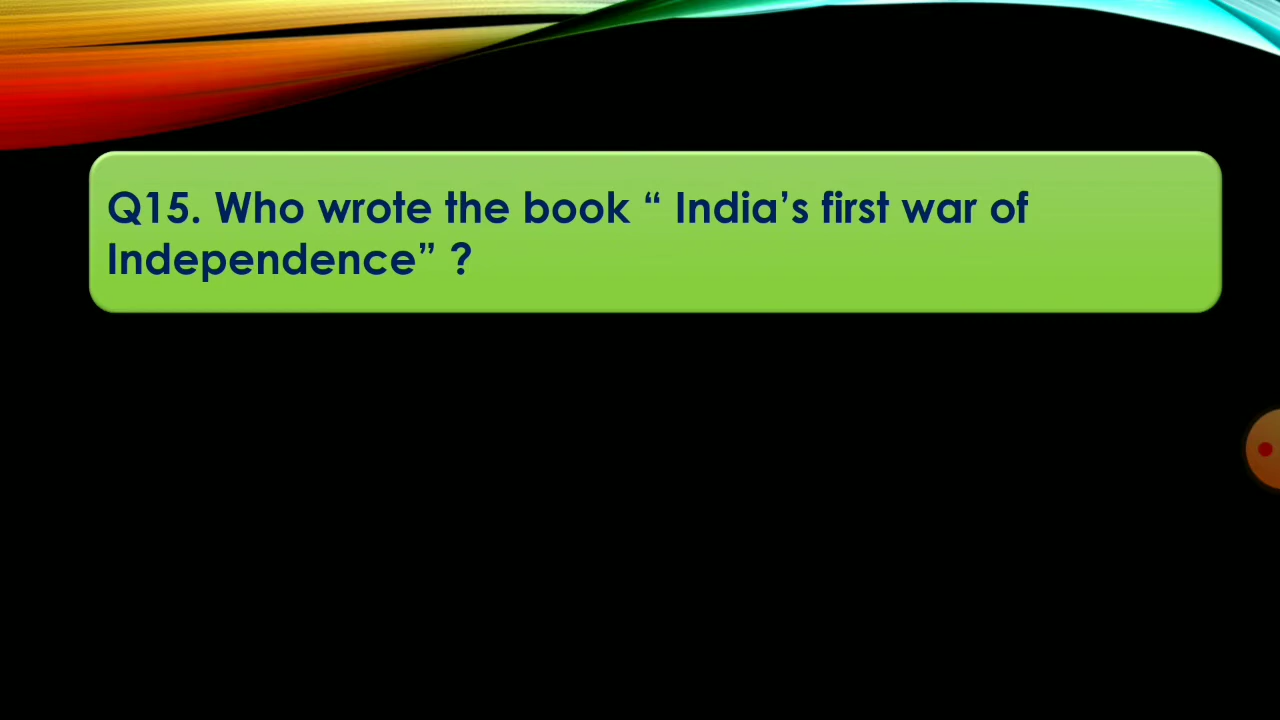 Q15. Who wrote the book “ India’s first war of
Independence” ?